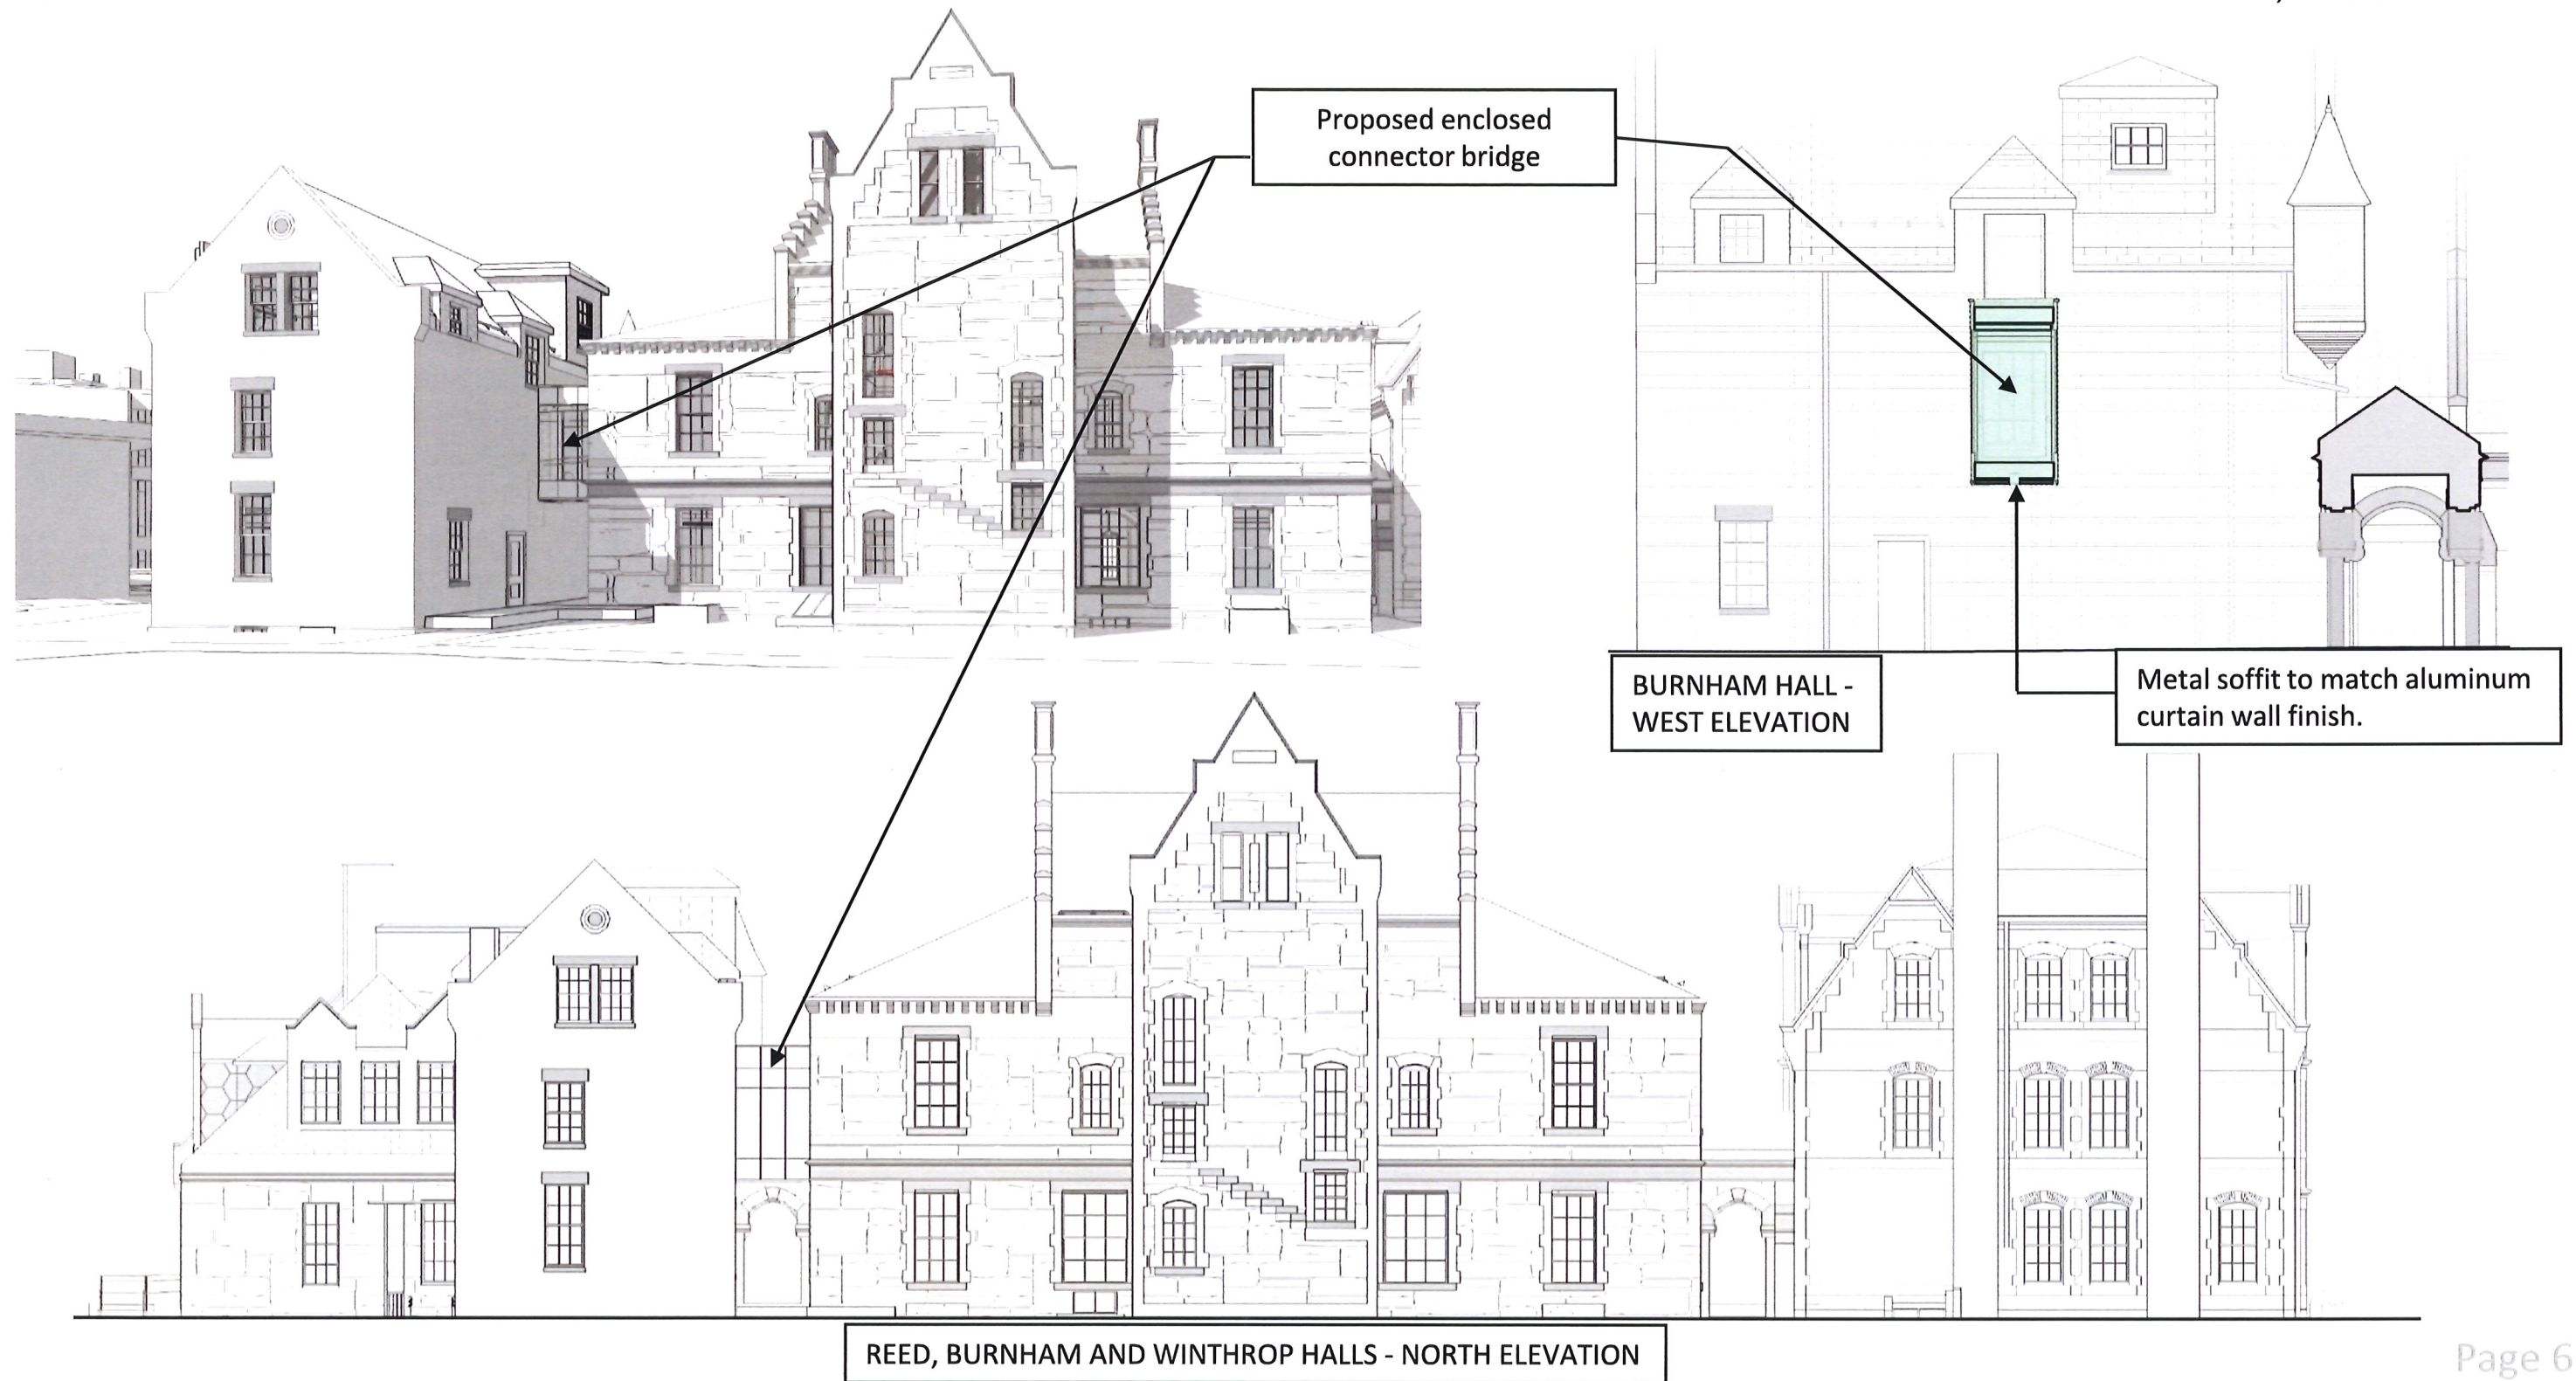 Proposed enclosed
connector bridge
BURNHAM HALL -
WEST ELEVATION
Metal soffit to match aluminum
curtain wall finish.
REED, BURNHAM AND WINTHROP HALLS - NORTH ELEVATION
Page 6